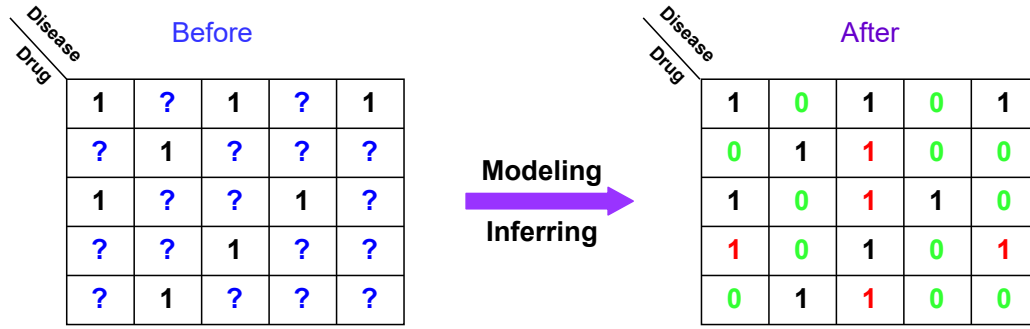 Disease
Drug
Before
1 ? 1 ? 1
? 1 ? ? ?
1 ? ? 1 ?
? ? 1 ? ?
? 1 ? ? ?
Modeling
Inferring
Disease
Drug
After
1 0 1 0 1
0 1 1 0 0
1 0 1 1 0
1 0 1 0 1
0 1 1 0 0